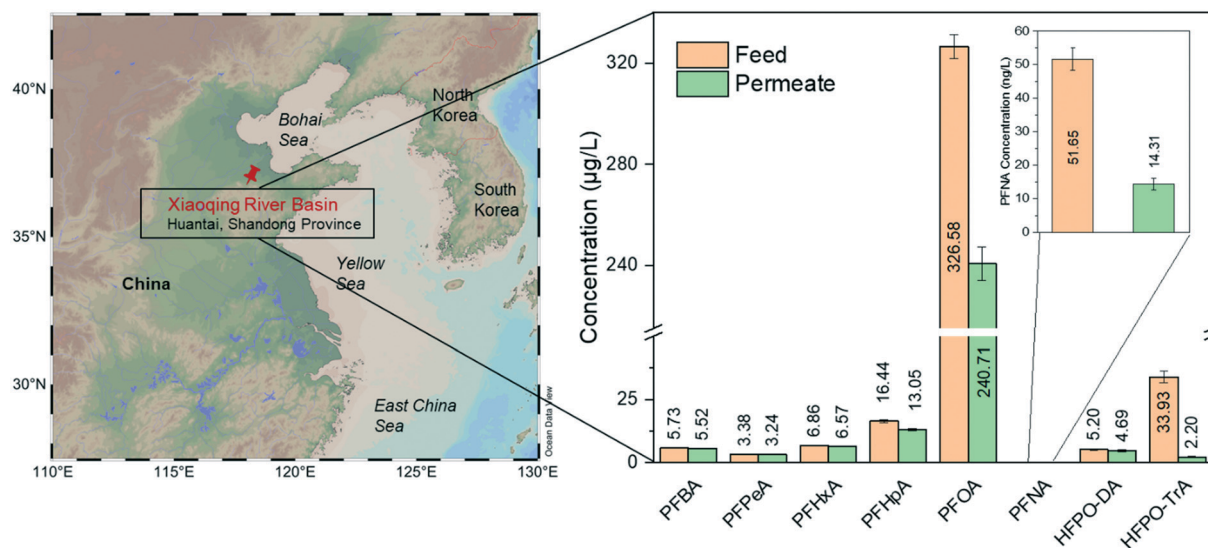 40°N
35°N
30°N
110°E
115°E
120°E
125°E
130°E
Bohai
Sea
North
Korea
South
Korea
Xiaoqing River Basin
Huantai, Shandong Province
Yellow
Sea
China
East China
Sea
Ocean Data View
Concentration (µg/L)
320
280
240
25
0
Feed
Permeate
5.73
5.52
3.38
3.24
6.86
6.57
16.44
13.05
326.58
240.71
5.20
4.69
33.93
2.20
PFBA
PFPeA
PFHxA
PFHpA
PFOA
PFNA
HFPO-DA
HFPO-TrA
PFNA Concentration (ng/L)
60
50
40
30
20
10
0
51.65
14.31